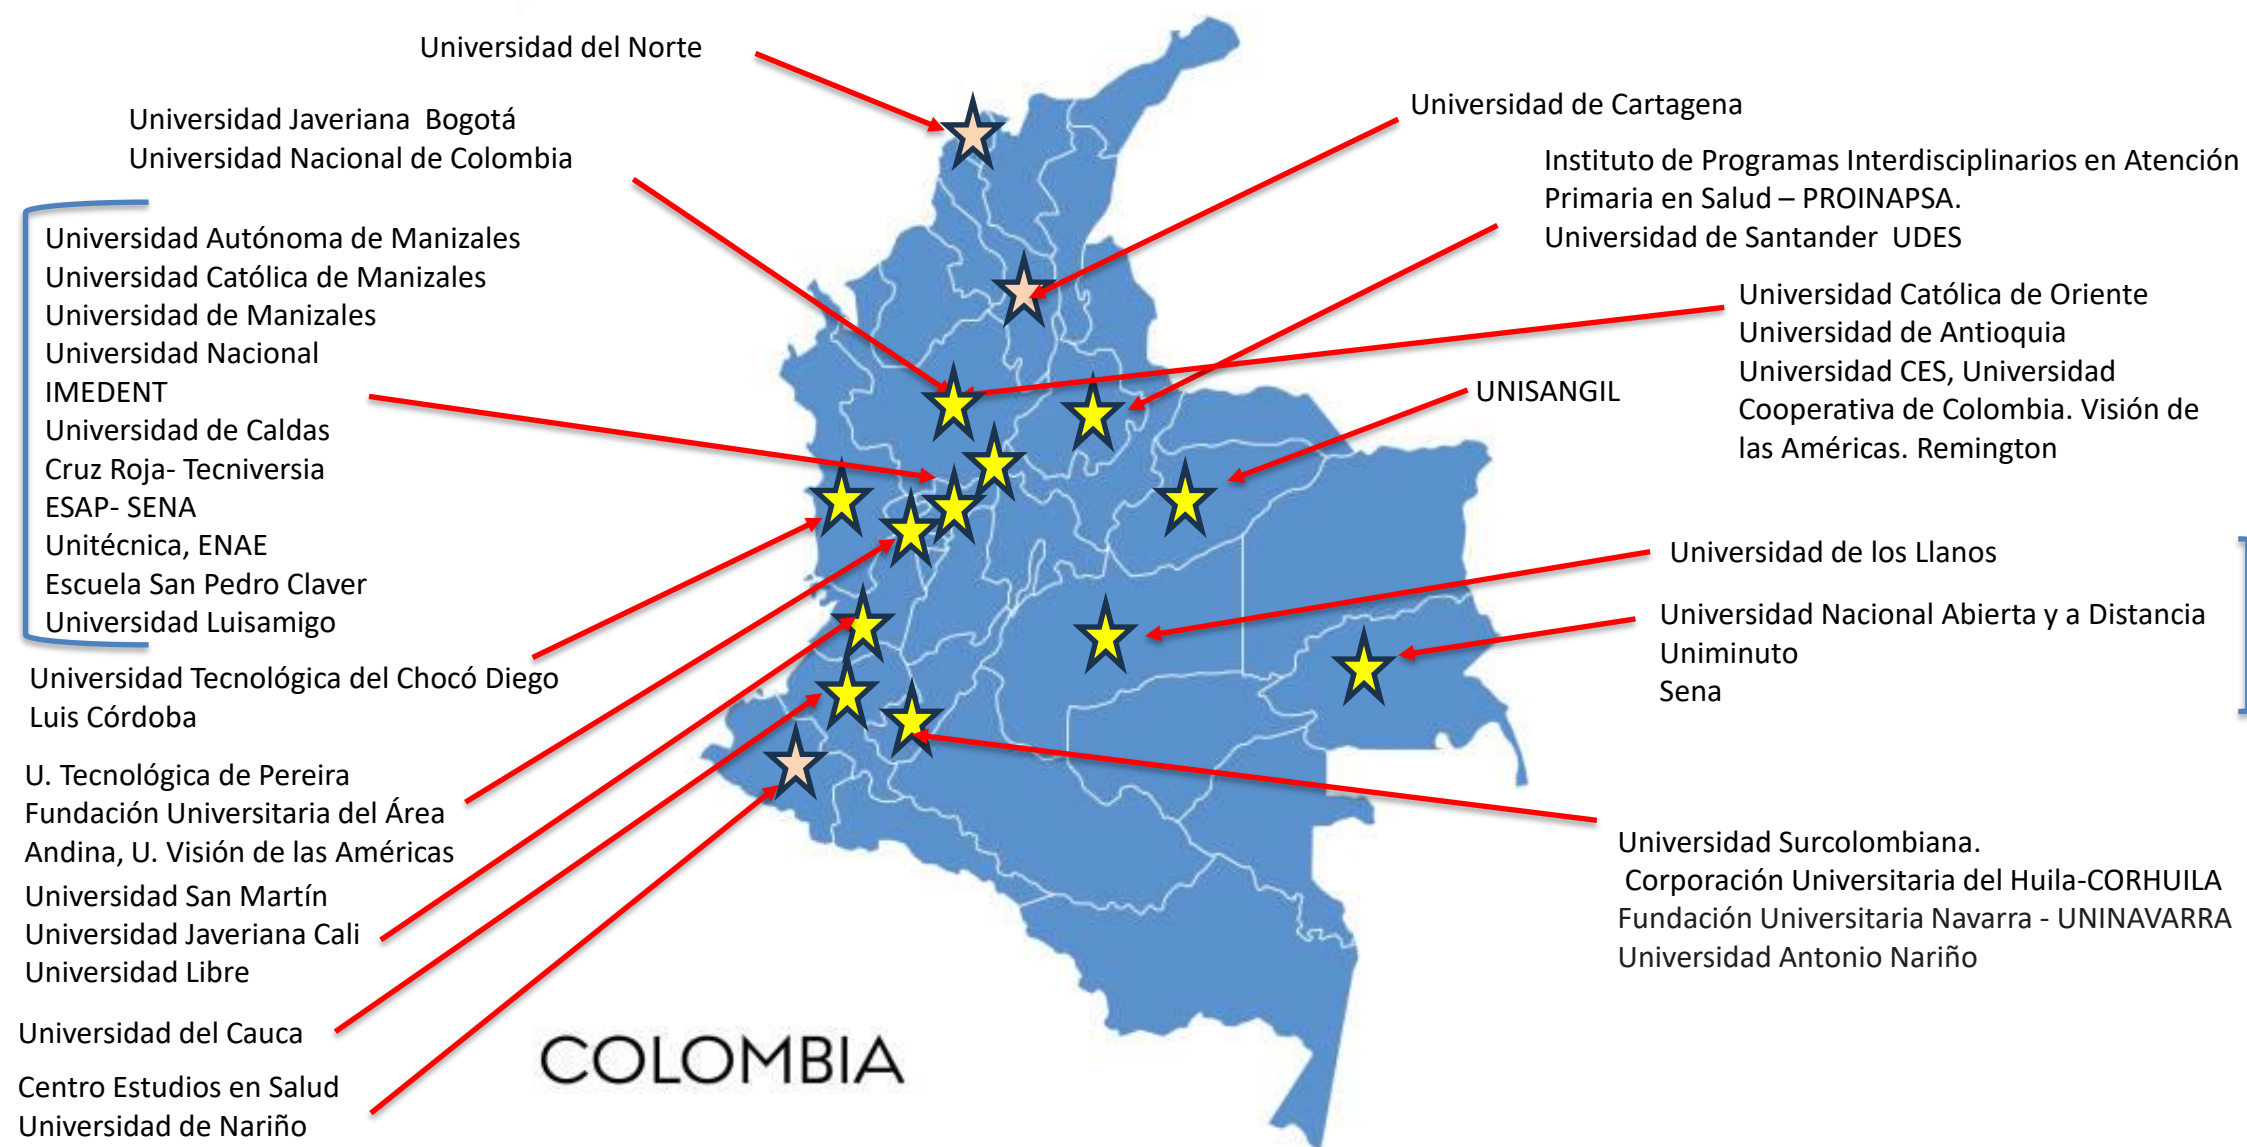 Universidad del Norte
Universidad Javeriana  Bogotá
Universidad Nacional de Colombia
Universidad Autónoma de Manizales
Universidad Católica de Manizales
Universidad de Manizales
Universidad Nacional
IMEDENT
Universidad de Caldas
Cruz Roja- Tecniversia
ESAP- SENA
Unitécnica, ENAE
Escuela San Pedro Claver
Universidad Luisamigo
Universidad Tecnológica del Chocó Diego
Luis Córdoba
U. Tecnológica de Pereira
Fundación Universitaria del Área
Andina, U. Visión de las Américas
Universidad San Martín
Universidad Javeriana Cali
Universidad Libre
Universidad del Cauca
Centro Estudios en Salud
Universidad de Nariño
COLOMBIA
Universidad de Cartagena
Instituto de Programas Interdisciplinarios en Atención
Primaria en Salud – PROINAPSA.
Universidad de Santander  UDES
Universidad Católica de Oriente
Universidad de Antioquia
Universidad CES, Universidad
Cooperativa de Colombia. Visión de
las Américas. Remington
UNISANGIL
Universidad de los Llanos
Universidad Nacional Abierta y a Distancia
Uniminuto
Sena
Universidad Surcolombiana.
Corporación Universitaria del Huila-CORHUILA
Fundación Universitaria Navarra - UNINAVARRA
Universidad Antonio Nariño